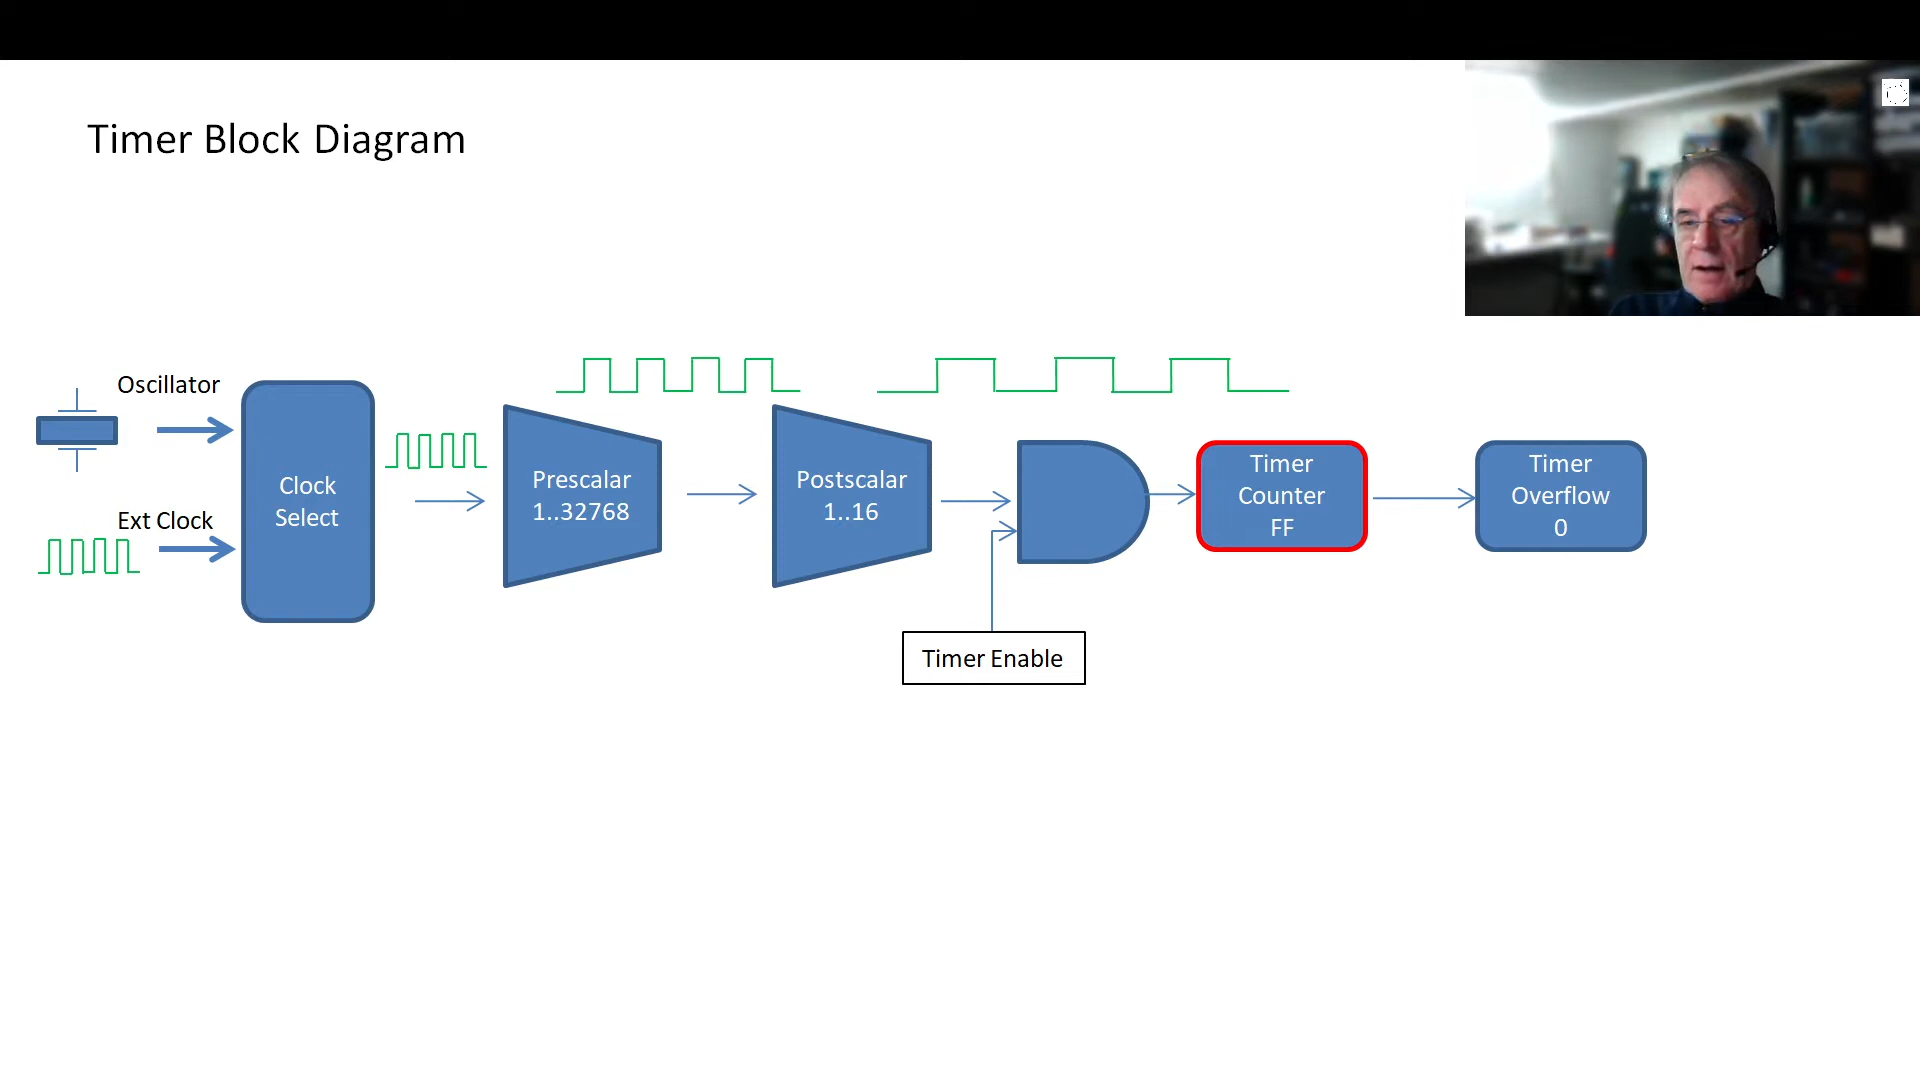 Timer Block Diagram
Oscillator
Ext Clock
Clock
Select
Prescalar
1..32768
Postscalar
1..16
Timer Enable
Timer
Counter
FF
Timer
Overflow
0